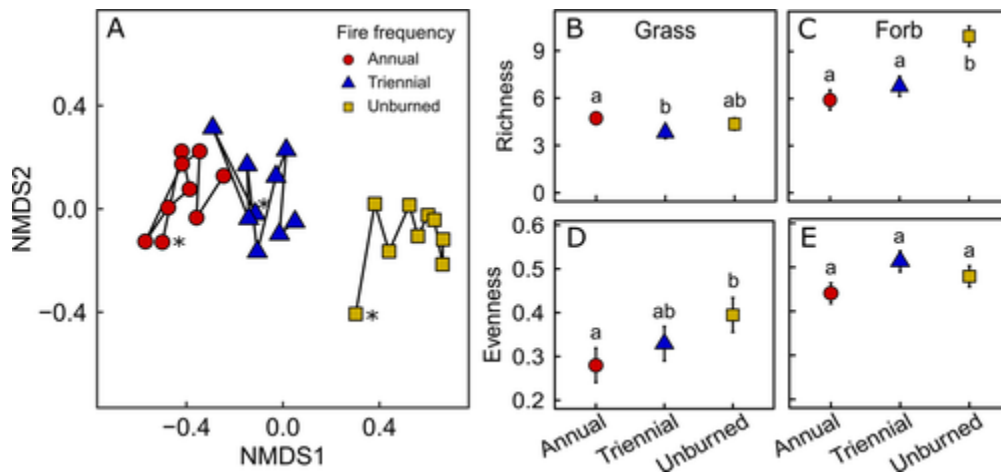 A
Fire frequency
Annual
Triennial
Unburned
*
*
*
0.4
0.0
−0.4
NMDS2
−0.4
0.0
0.4
NMDS1
B
Grass
a
b
ab
9
6
3
0
Richness
C
Forb
a
a
b
D
a
ab
b
0.6
0.5
0.4
0.3
0.2
Evenness
Annual
Triennial
Unburned
E
a
a
a
Annual
Triennial
Unburned